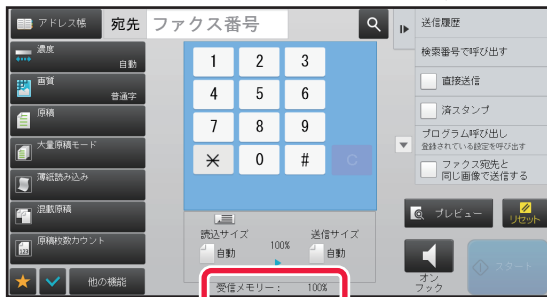 アドレス帳
宛先
ファクス番号
濃度
自動
画質
普通字
原稿
大量原稿モード
薄紙読み込み
混載原稿
原稿枚数カウント
他の機能
1 2 3
4 5 6
7 8 9
＊ 0 # C
読込サイズ
自動
100%
送信サイズ
自動
受信メモリー： 100%
送信履歴
検索番号で呼び出す
直接送信
済スタンプ
プログラム呼び出し
登録されている設定を呼び出す
ファクス宛先と
同じ画像で送信する
プレビュー
リセット
オン
フック
スタート